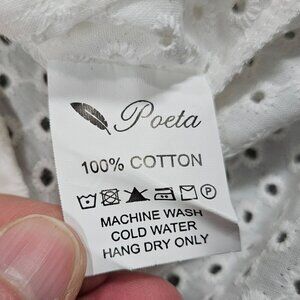 Poeta
100% COTTON
P
MACHINE WASH
COLD WATER
HANG DRY ONLY